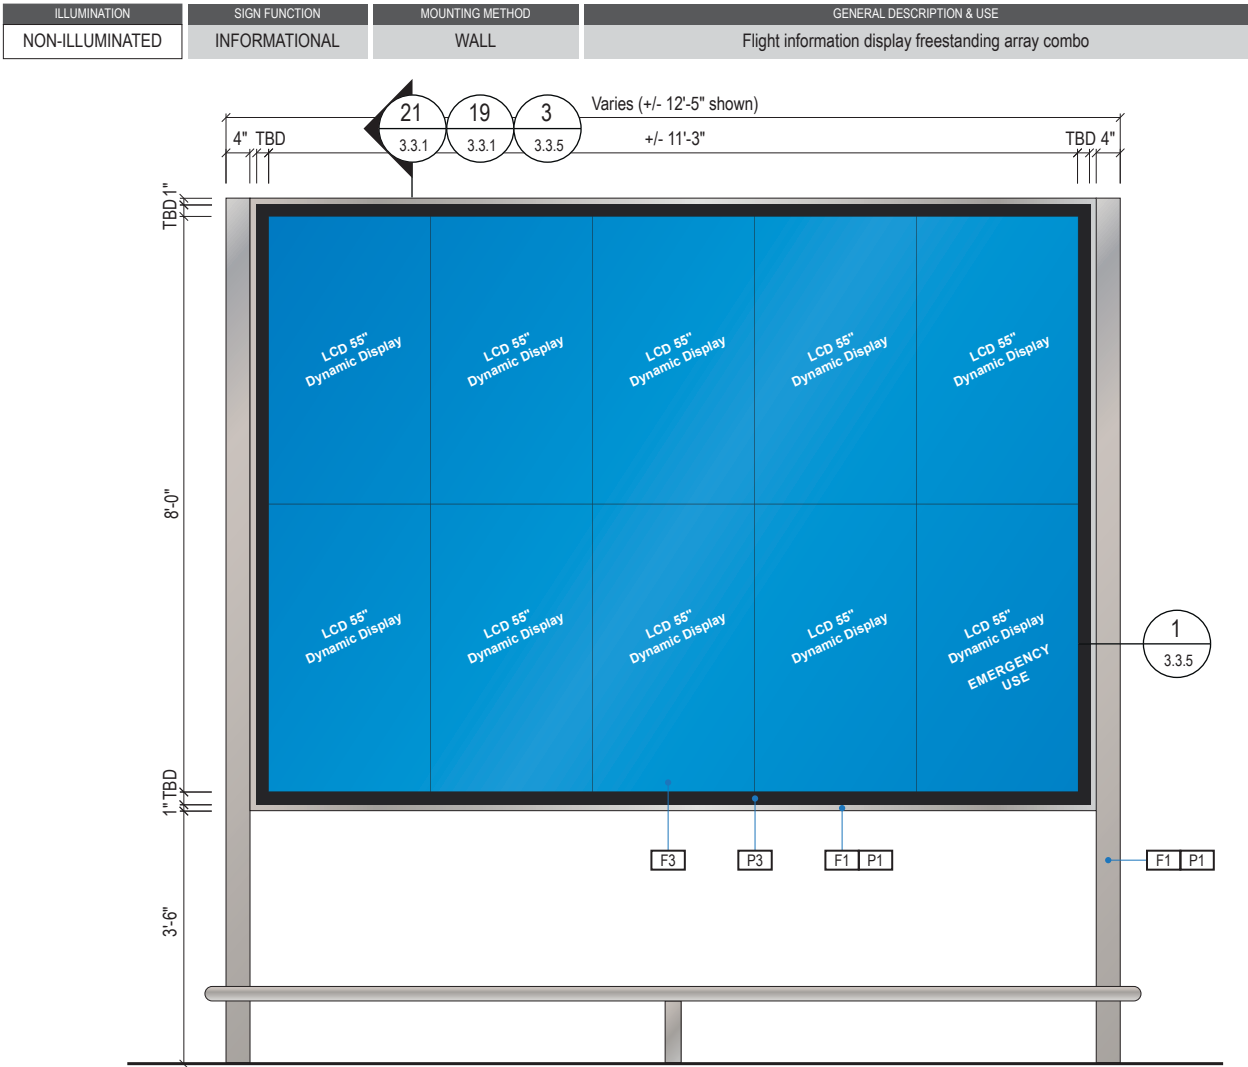 ILLUMINATION
SIGN FUNCTION
MOUNTING METHOD
GENERAL DESCRIPTION & USE
NON-ILLUMINATED
INFORMATIONAL
WALL
Flight information display freestanding array combo
21
3.3.1
19
3.3.1
3
3.3.5
Varies (+/- 12'-5" shown)
4"
TBD
+/- 11'-3"
TBD
4"
1"
TBD
LCD 55"
Dynamic Display
LCD 55"
Dynamic Display
LCD 55"
Dynamic Display
LCD 55"
Dynamic Display
LCD 55"
Dynamic Display
8'-0"
LCD 55"
Dynamic Display
LCD 55"
Dynamic Display
LCD 55"
Dynamic Display
LCD 55"
Dynamic Display
LCD 55"
Dynamic Display
EMERGENCY
USE
1
3.3.5
TBD
1"
F3
P3
F1 P1
F1 P1
3'-6"